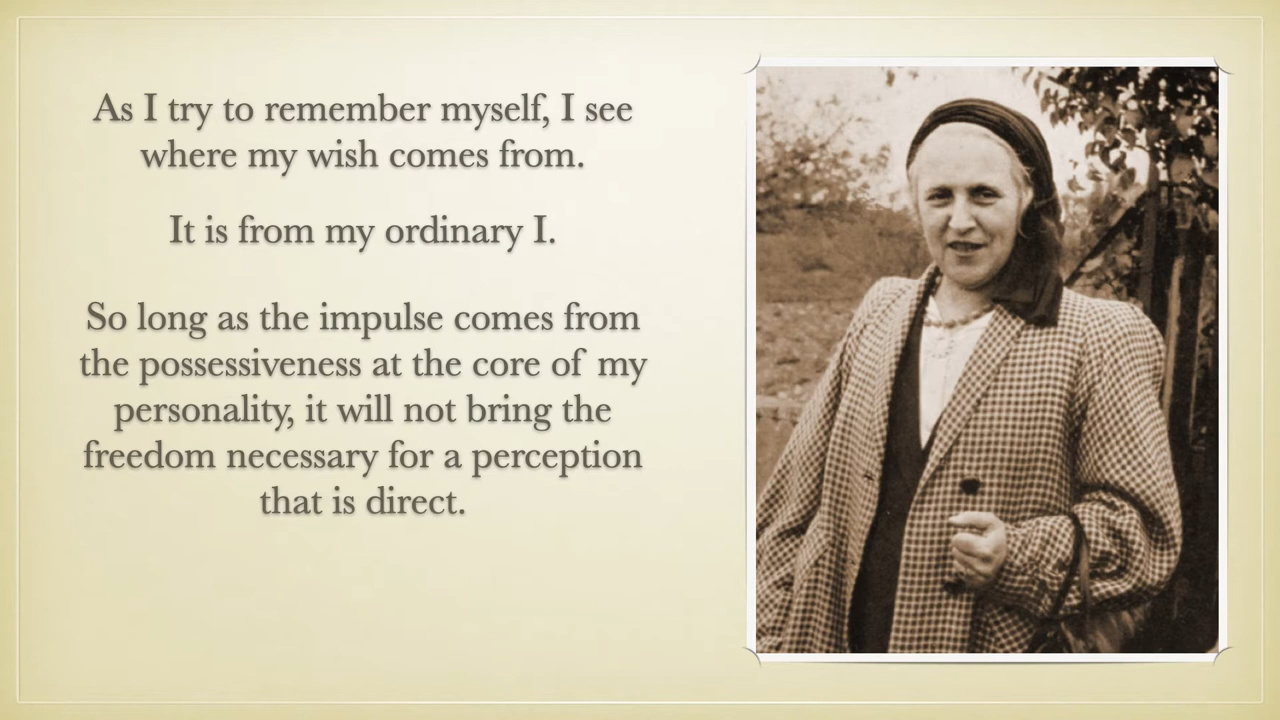 As I try to remember myself, I see
where my wish comes from.
It is from my ordinary I.
So long as the impulse comes from
the possessiveness at the core of my
personality, it will not bring the
freedom necessary for a perception
that is direct.